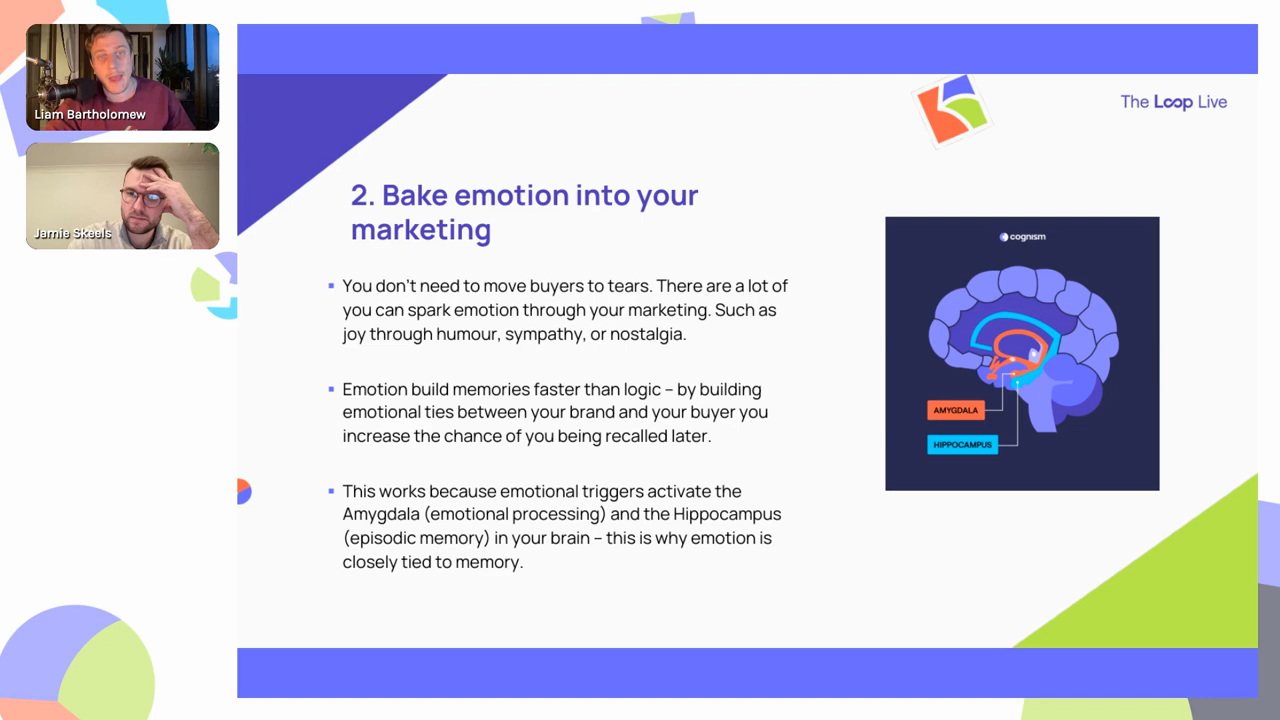 Liam Bartholomew
Jamie Skeels
The Loop Live
2. Bake emotion into your
marketing
You don't need to move buyers to tears. There are a lot of
you can spark emotion through your marketing. Such as
joy through humour, sympathy, or nostalgia.
Emotion build memories faster than logic – by building
emotional ties between your brand and your buyer you
increase the chance of you being recalled later.
This works because emotional triggers activate the
Amygdala (emotional processing) and the Hippocampus
(episodic memory) in your brain – this is why emotion is
closely tied to memory.
cognism
AMYGDALA
HIPPOCAMPUS